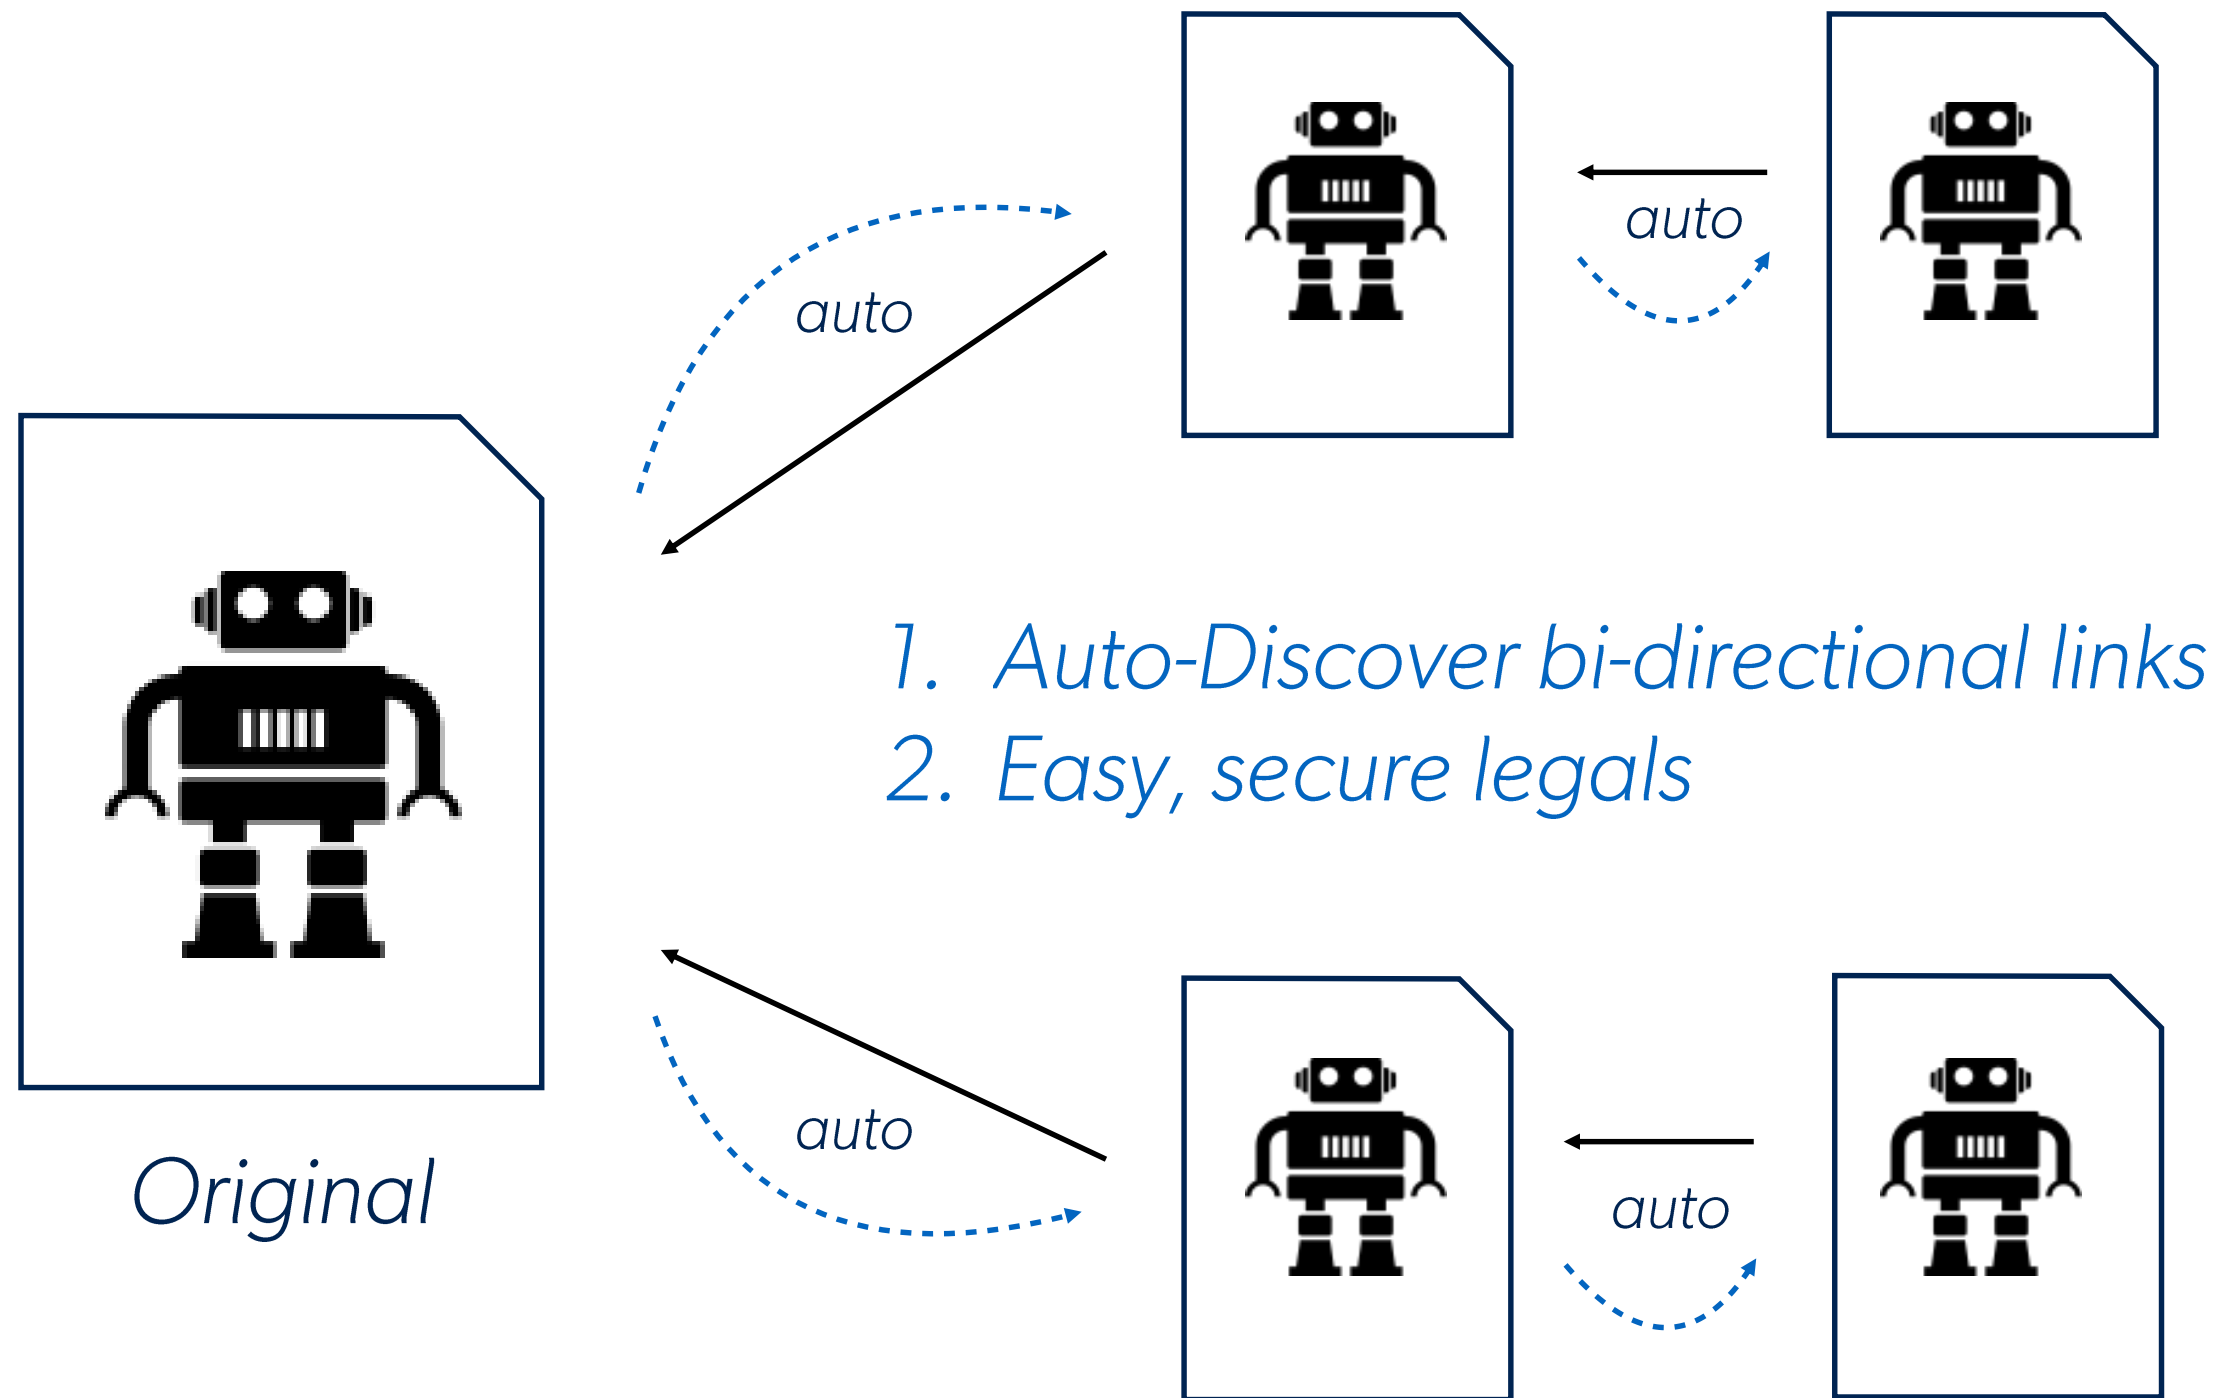 auto
auto
1. Auto-Discover bi-directional links
2. Easy, secure legals
auto
auto
Original